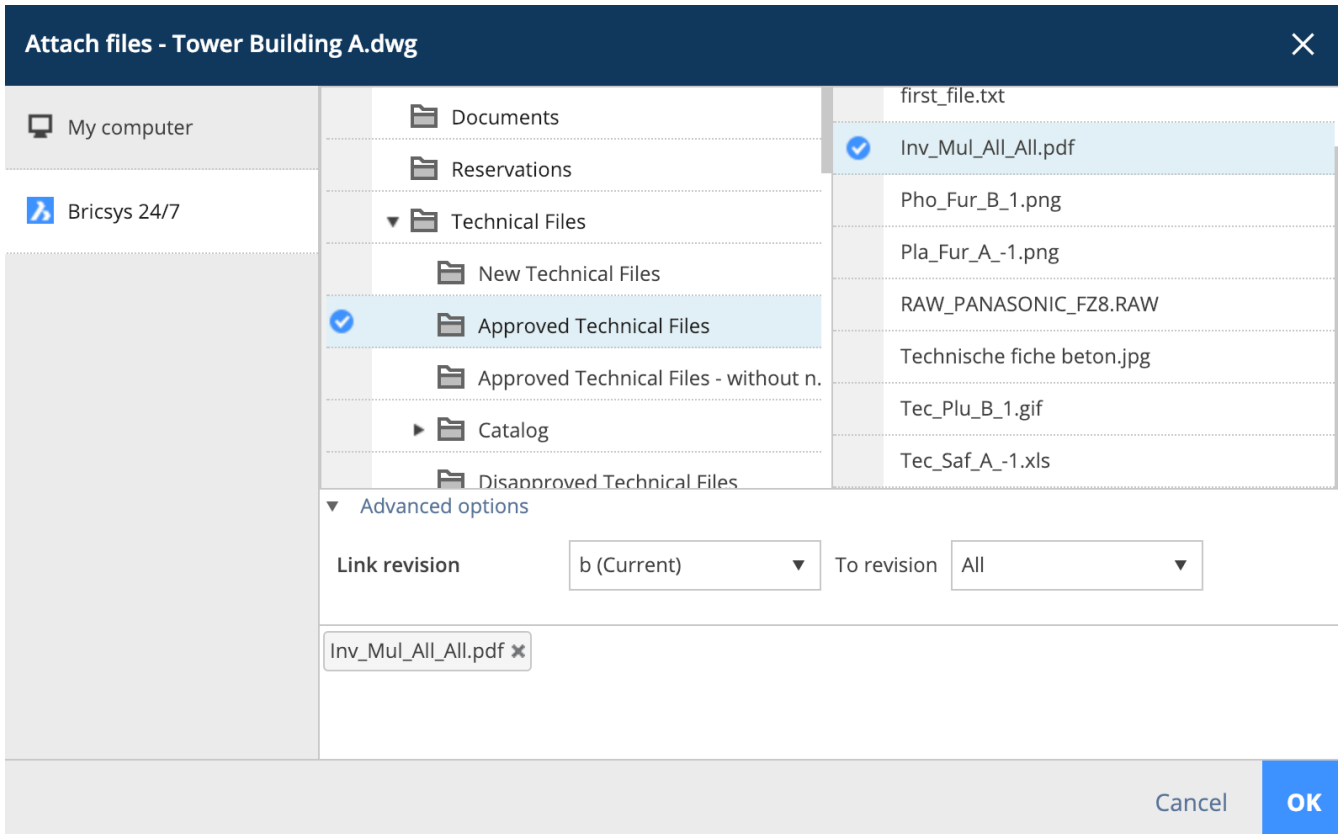 Attach files - Tower Building A.dwg
My computer
Bricsys 24/7
Documents
Reservations
Technical Files
New Technical Files
Approved Technical Files
Approved Technical Files - without n.
Catalog
Disapproved Technical Files
first_file.txt
Inv_Mul_All_All.pdf
Pho_Fur_B_1.png
Pla_Fur_A_-1.png
RAW_PANASONIC_FZ8.RAW
Technische fiche beton.jpg
Tec_Plu_B_1.gif
Tec_Saf_A_-1.xls
Advanced options
Link revision b (Current) To revision All
Inv_Mul_All_All.pdf
Cancel OK